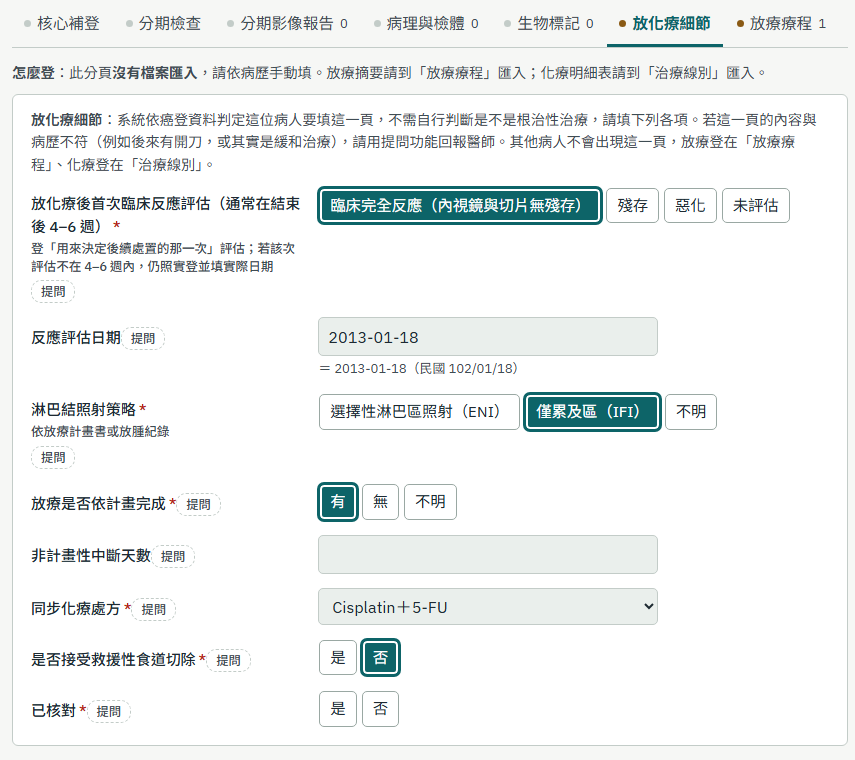 核心補登 分期檢查 分期影像報告 0 病理與檢體 0 生物標記 0 放化療細節 放療療程 1
怎麼登：此分頁沒有檔案匯入，請依病歷手動填。放療摘要請到「放療療程」匯入；化療明細表請到「治療線別」匯入。
放化療細節：系統依癌登資料判定這位病人要填這一頁，不需自行判斷是不是根治性治療，請填下列各項。若這一頁的內容與
病歷不符（例如後來有開刀，或其實是緩和治療），請用提問功能回報醫師。其他病人不會出現這一頁，放療登在「放療療
程」、化療登在「治療線別」。
放化療後首次臨床反應評估（通常在結束
後 4–6 週） *
臨床完全反應（內視鏡與切片無殘存） 殘存 惡化 未評估
登「用來決定後續處置的那一次」評估；若該次
評估不在 4–6 週內，仍照實登並填實際日期
提問
反應評估日期 提問 2013-01-18
＝ 2013-01-18（民國 102/01/18）
淋巴結照射策略 * 選擇性淋巴區照射（ENI） 僅累及區（IFI） 不明
依放療計畫書或放腫紀錄
提問
放療是否依計畫完成 * 提問 有 無 不明
非計畫性中斷天數 提問
同步化療處方 * 提問 Cisplatin＋5-FU
是否接受救援性食道切除 * 提問 是 否
已核對 * 提問 是 否